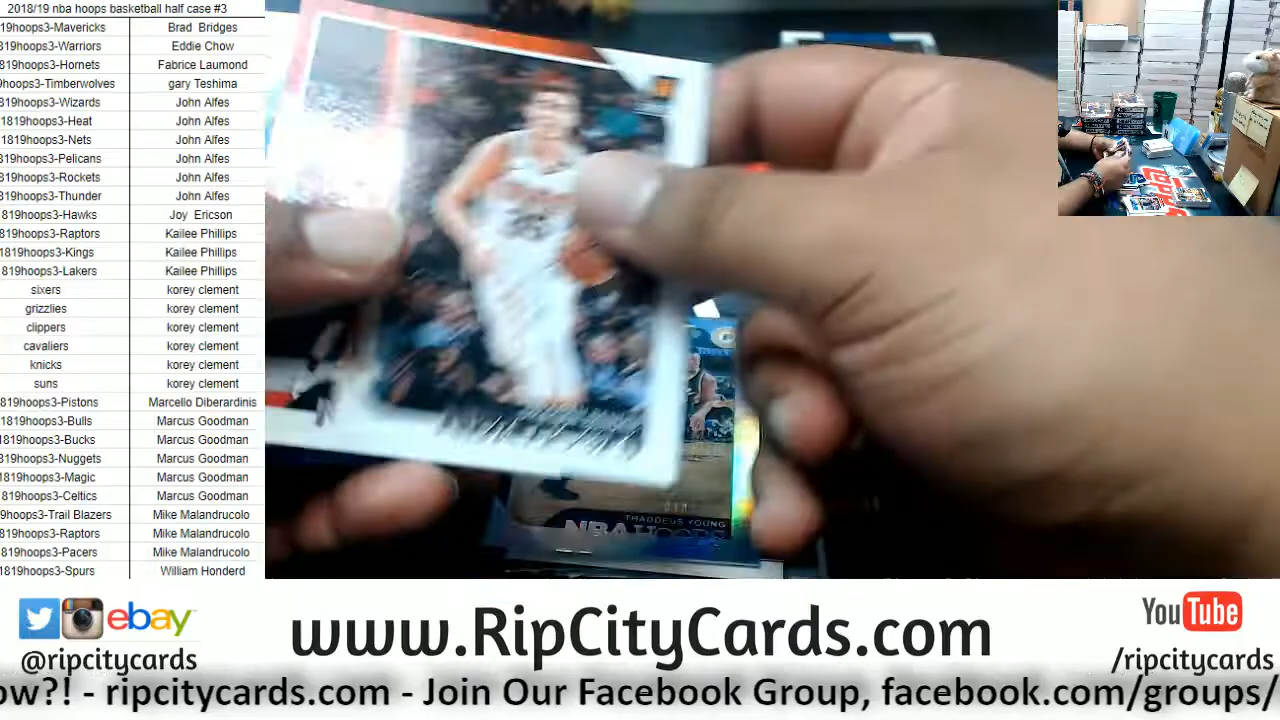 2018/19 nba hoops basketball half case #3
19hoops3-Mavericks Brad Bridges
819hoops3-Warriors Eddie Chow
819hoops3-Hornets Fabrice Laumond
9hoops3-Timberwolves gary Teshima
819hoops3-Wizards John Alfes
1819hoops3-Heat John Alfes
1819hoops3-Nets John Alfes
819hoops3-Pelicans John Alfes
819hoops3-Rockets John Alfes
819hoops3-Thunder John Alfes
819hoops3-Hawks Joy Ericson
819hoops3-Raptors Kailee Phillips
1819hoops3-Kings Kailee Phillips
819hoops3-Lakers Kailee Phillips
sixers korey clement
grizzlies korey clement
clippers korey clement
cavaliers korey clement
knicks korey clement
suns korey clement
819hoops3-Pistons Marcello Diberardinis
1819hoops3-Bulls Marcus Goodman
819hoops3-Bucks Marcus Goodman
819hoops3-Nuggets Marcus Goodman
1819hoops3-Magic Marcus Goodman
819hoops3-Celtics Marcus Goodman
9hoops3-Trail Blazers Mike Malandrucolo
819hoops3-Raptors Mike Malandrucolo
819hoops3-Pacers Mike Malandrucolo
1819hoops3-Spurs William Honderd
THADDEUS YOUNG
NBA HOOPS
ebay
@ripcitycards
www.RipCityCards.com
YouTube
/ripcitycards
ow?! - ripcitycards.com - Join Our Facebook Group, facebook.com/groups/